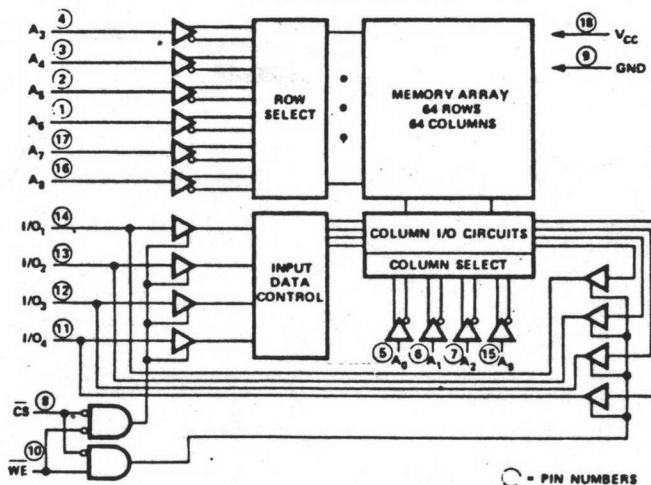 A3 4
A4 3
A5 2
A6 1
A7 17
A8 16
ROW
SELECT
MEMORY ARRAY
64 ROWS
64 COLUMNS
18
VCC
9
GND
I/O1 14
I/O2 13
I/O3 12
I/O4 11
INPUT
DATA
CONTROL
COLUMN I/O CIRCUITS
COLUMN SELECT
5 A0
6 A1
7 A2
15 A9
CS 8
WE 10
= PIN NUMBERS